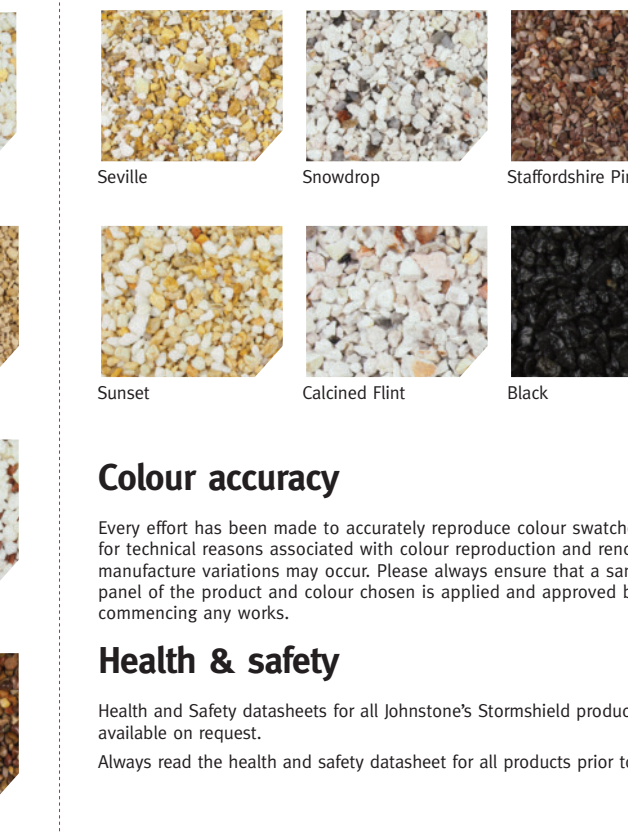 Seville
Snowdrop
Staffordshire
Sunset
Calcined Flint
Black
Colour accuracy
Every effort has been made to accurately reproduce colour
for technical reasons associated with colour reproduction and
manufacture variations may occur. Please always ensure that a
panel of the product and colour chosen is applied and approved
commencing any works.
Health & safety
Health and Safety datasheets for all Johnstone's Stormshield
available on request.
Always read the health and safety datasheet for all products prior